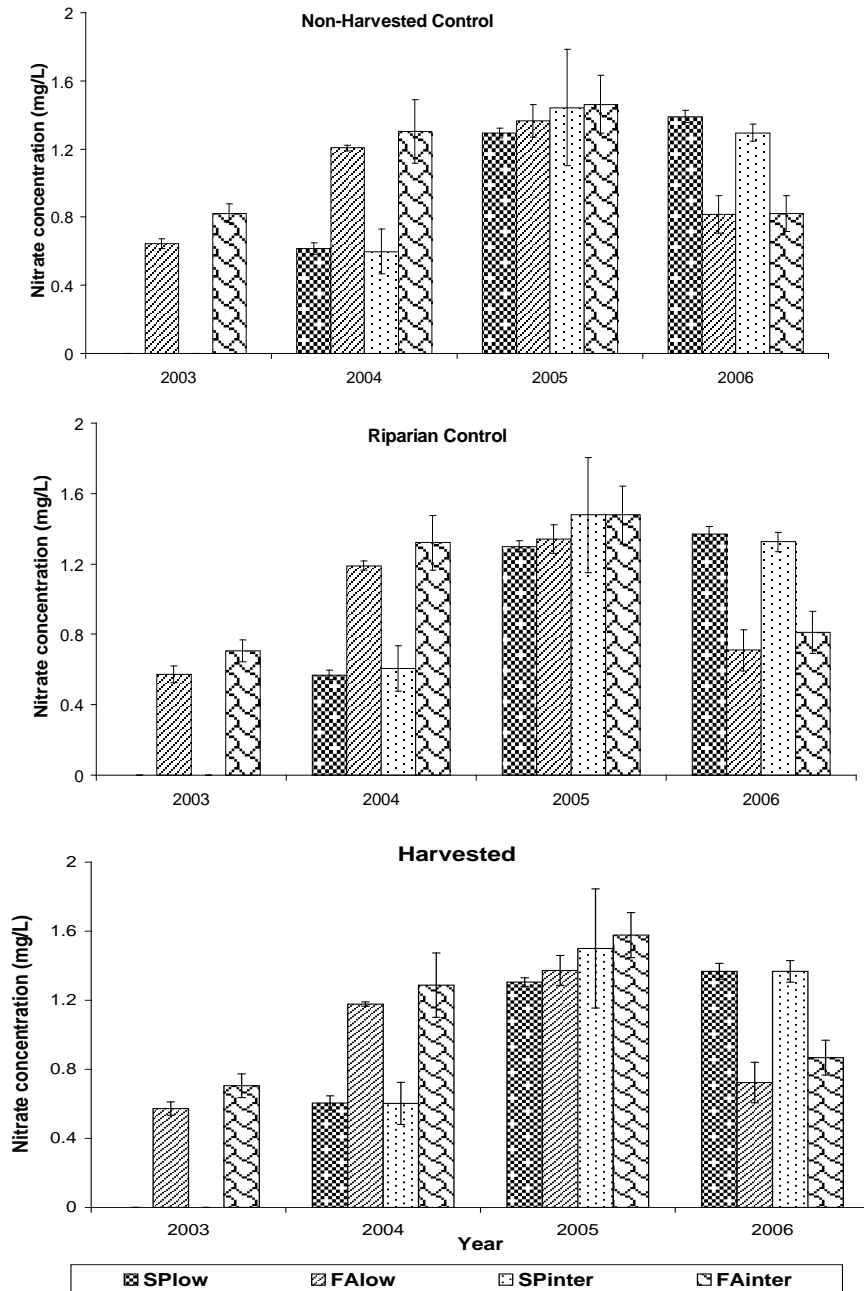 Non-Harvested Control
Nitrate concentration (mg/L)
2
1.6
1.2
0.8
0.4
0
2003 2004 2005 2006
Riparian Control
Nitrate concentration (mg/L)
2
1.6
1.2
0.8
0.4
0
2003 2004 2005 2006
Harvested
Nitrate concentration (mg/L)
2
1.6
1.2
0.8
0.4
0
2003 2004 2005 2006
Year
SPlow FAlow SPinter FAinter